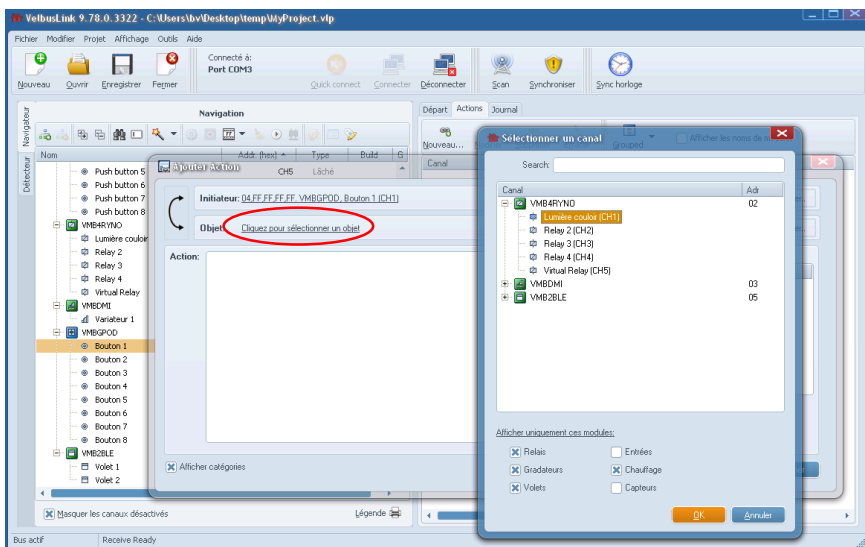 VelbusLink 9.78.0.3322 - C:\Users\bv\Desktop\temp\MyProject.vlp
Fichier Modifier Projet Affichage Outils Aide
Nouveau Ouvrir Enregistrer Fermer
Connecté à:
Port COM3
Quick connect Connecter Déconnecter Scan Synchroniser Sync horloge
Navigateur
Détecteur
Navigation
Nom Addr. (hex) Type Build
CH5 Lâché
Push button 5
Push button 6
Push button 7
Push button 8
VMB4RYNO
Lumière couloir
Relay 2
Relay 3
Relay 4
Virtual Relay
VMBDMI
Variateur 1
VMBGPOD
Bouton 1
Bouton 2
Bouton 3
Bouton 4
Bouton 5
Bouton 6
Bouton 7
Bouton 8
VMB2BLE
Volet 1
Volet 2
Masquer les canaux désactivés
Légende
Bus actif Receive Ready
Départ Actions Journal
Nouveau...
Grouped
Afficher les noms de
Canal
Ajouter Action
Initiateur: 04,FF,FF,FF,FF, VMBGPOD, Bouton 1 (CH1)
Objet: Cliquez pour sélectionner un objet
Action:
Afficher catégories
Sélectionner un canal
Search:
Canal Adr
VMB4RYNO 02
Lumière couloir (CH1)
Relay 2 (CH2)
Relay 3 (CH3)
Relay 4 (CH4)
Virtual Relay (CH5)
VMBDMI 03
VMB2BLE 05
Afficher uniquement ces modules:
Relais Entrées
Gradateurs Chauffage
Volets Capteurs
OK Annuler